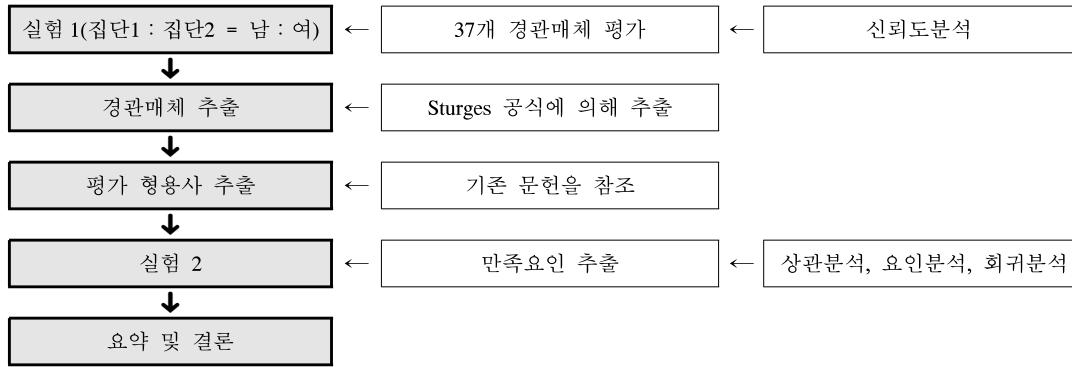 실험 1(집단1 : 집단2 = 남 : 여) ← 37개 경관매체 평가 ← 신뢰도분석
경관매체 추출 ← Sturges 공식에 의해 추출
평가 형용사 추출 ← 기존 문헌을 참조
실험 2 ← 만족요인 추출 ← 상관분석, 요인분석, 회귀분석
요약 및 결론